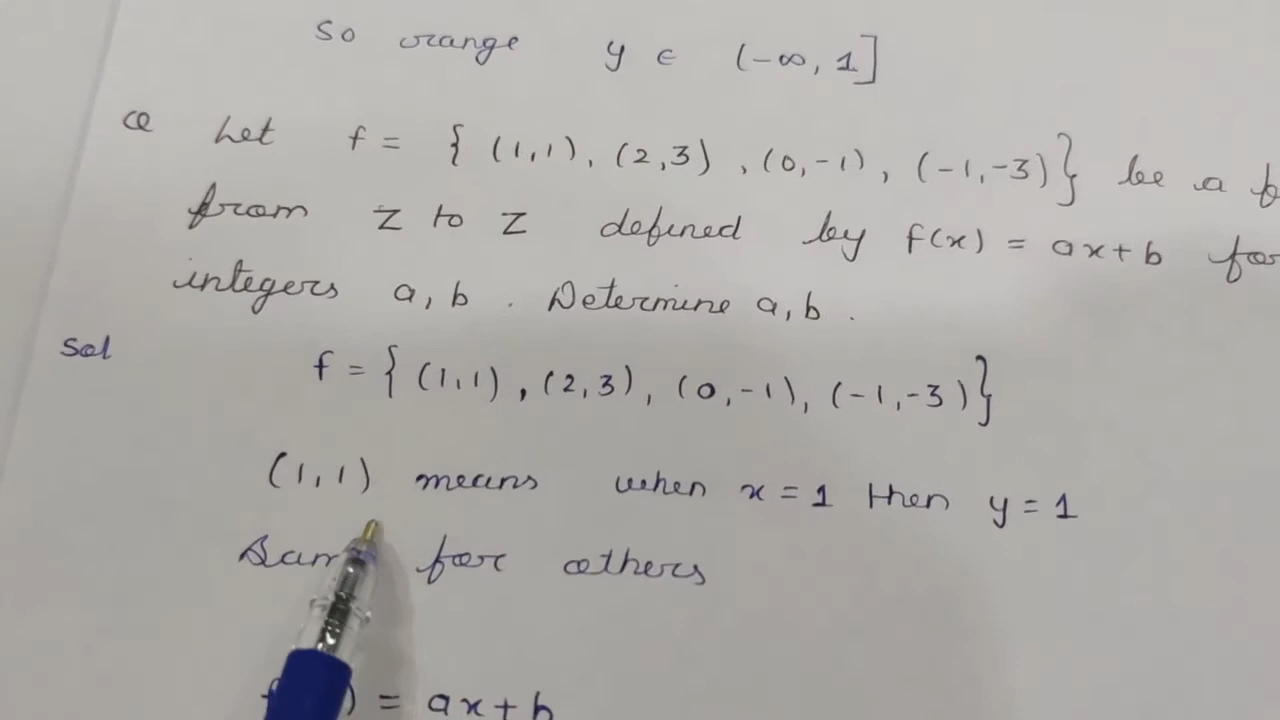 So range y ∈ (-∞, 1]
Q Let f = { (1,1), (2,3), (0,-1), (-1,-3)} be a
from Z to Z defined by f(x) = ax+b for
integers a, b. Determine a, b.
Sol f = { (1,1), (2,3), (0,-1), (-1,-3)}
(1,1) means when x = 1 then y = 1
for others
= ax+b